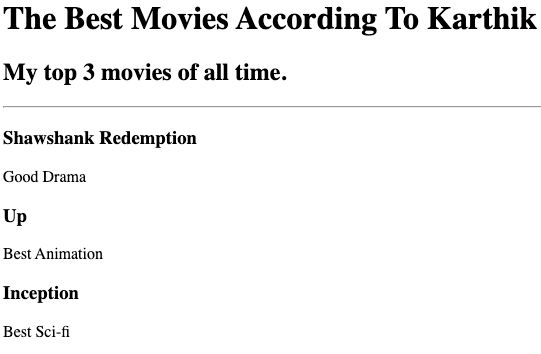 The Best Movies According To Karthik
My top 3 movies of all time.
Shawshank Redemption
Good Drama
Up
Best Animation
Inception
Best Sci-fi